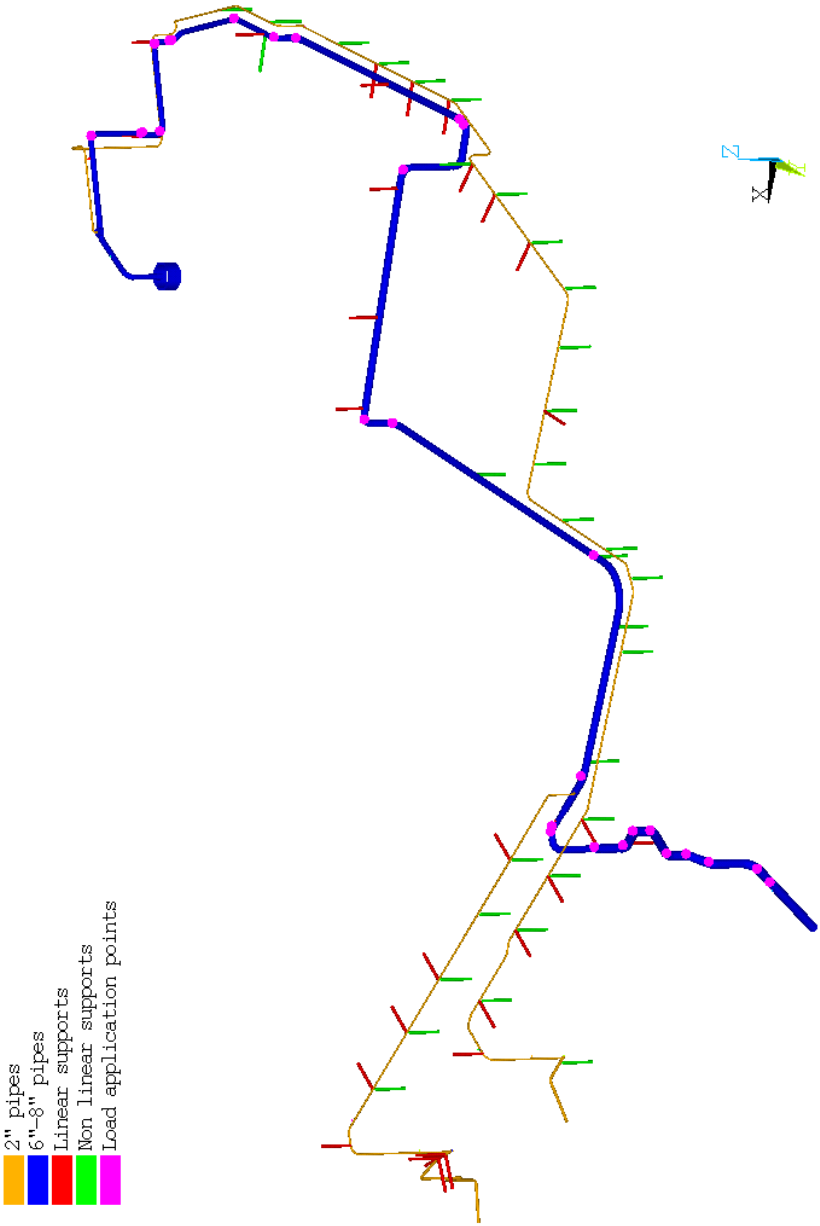 2" pipes
6"-8" pipes
Linear supports
Non linear supports
Load application points
Z
X
Y